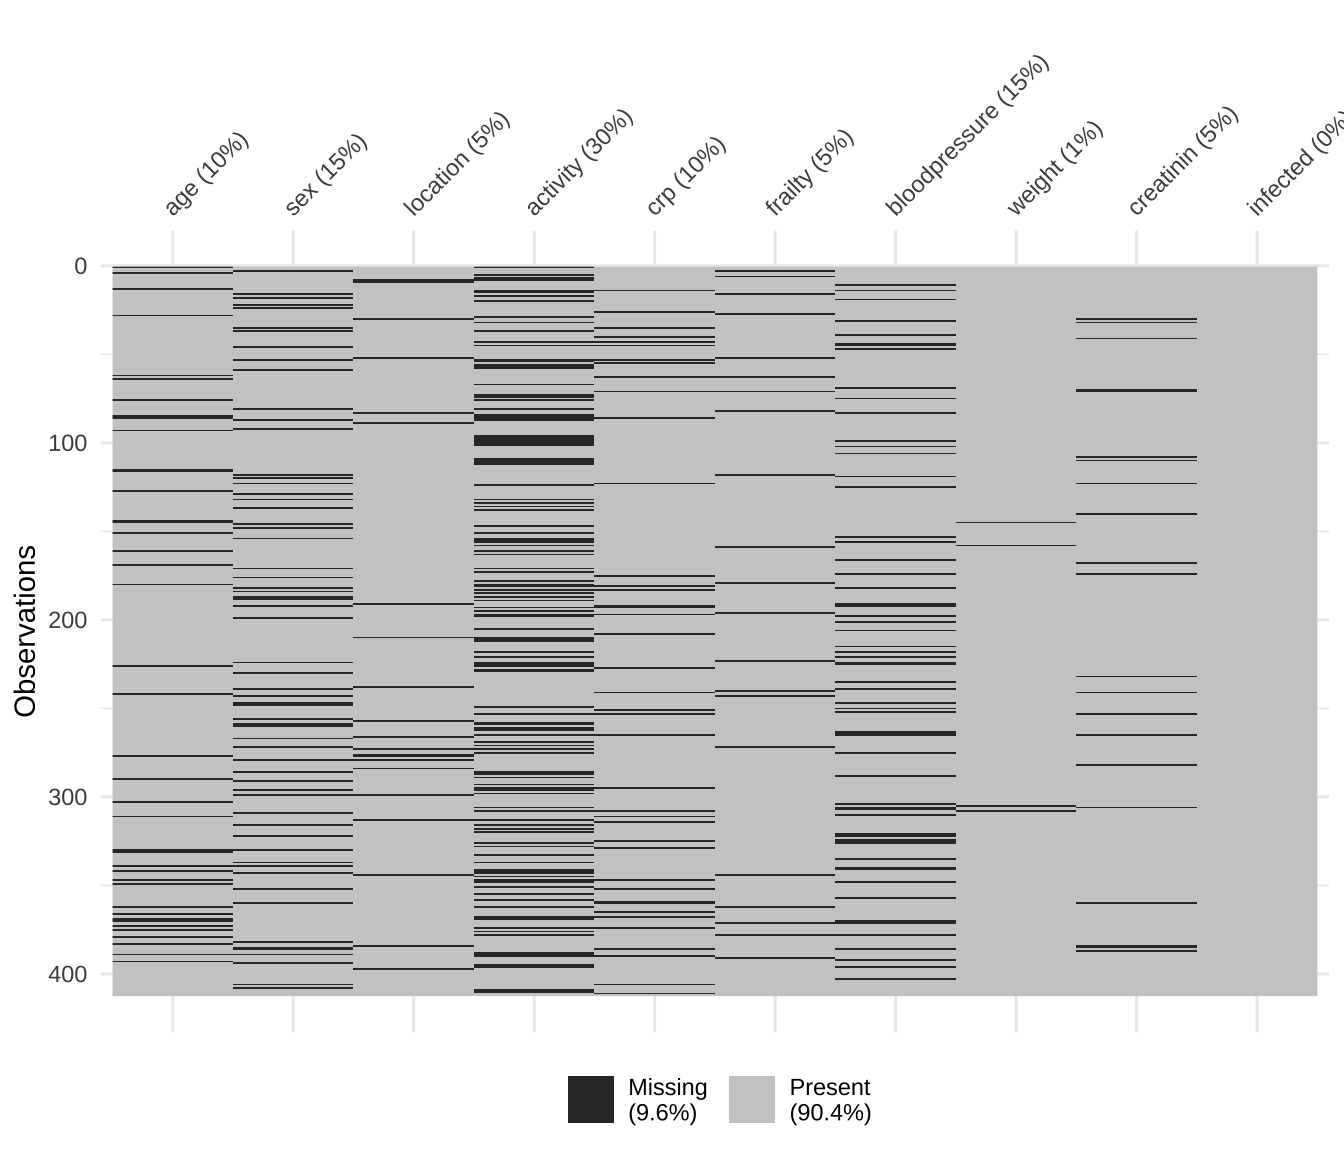 age (10%)
sex (15%)
location (5%)
activity (30%)
crp (10%)
frailty (5%)
bloodpressure (15%)
weight (1%)
creatinin (5%)
infected (0%
0
100
200
300
400
Observations
Missing
(9.6%)
Present
(90.4%)